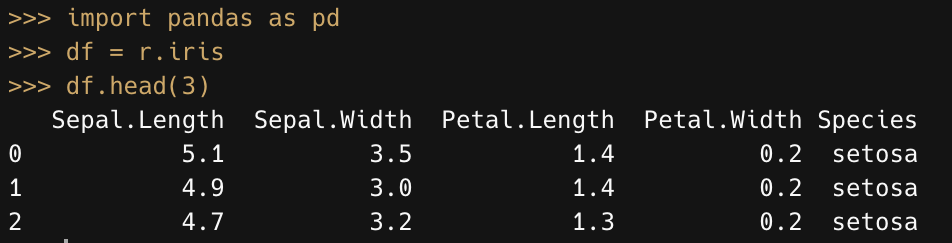 >>> import pandas as pd
>>> df = r.iris
>>> df.head(3)
   Sepal.Length  Sepal.Width  Petal.Length  Petal.Width Species
0           5.1          3.5           1.4          0.2  setosa
1           4.9          3.0           1.4          0.2  setosa
2           4.7          3.2           1.3          0.2  setosa